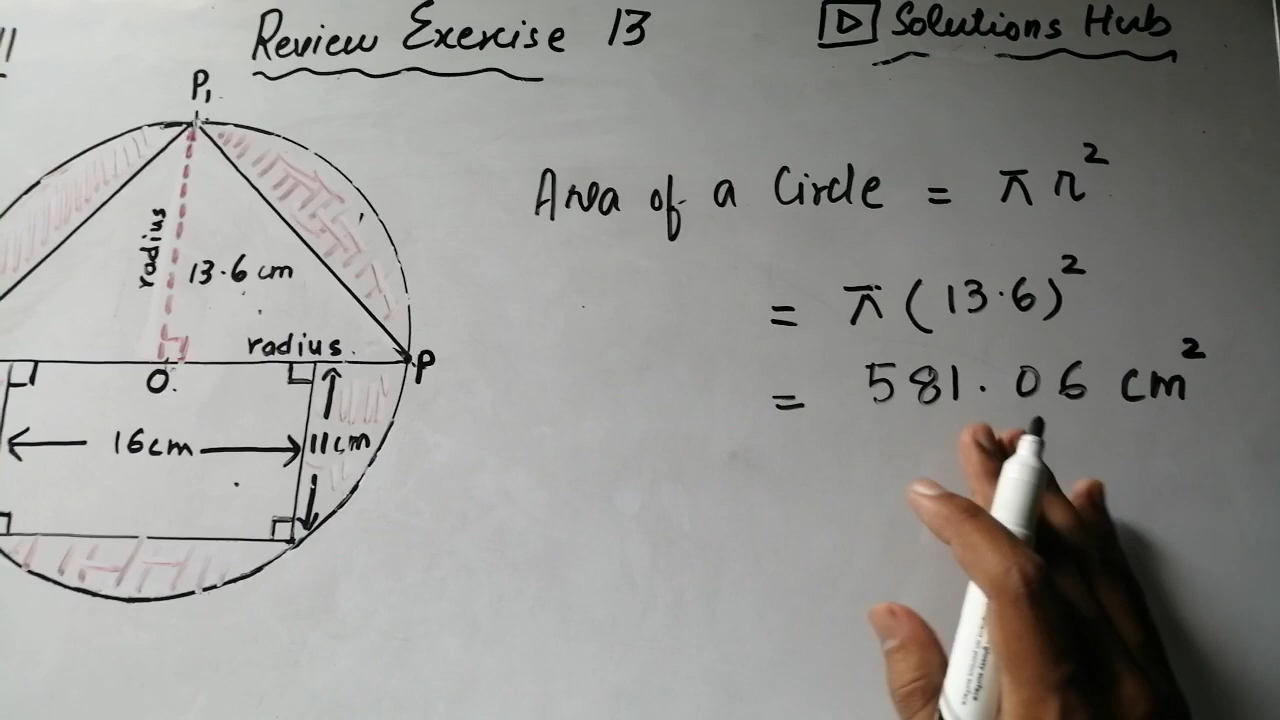 Review Exercise 13
Solutions Hub
P₁
radius
13.6 cm
radius.
O.
P
16cm
11cm
Area of a Circle = πr²
= π(13.6)²
= 581.06 cm²